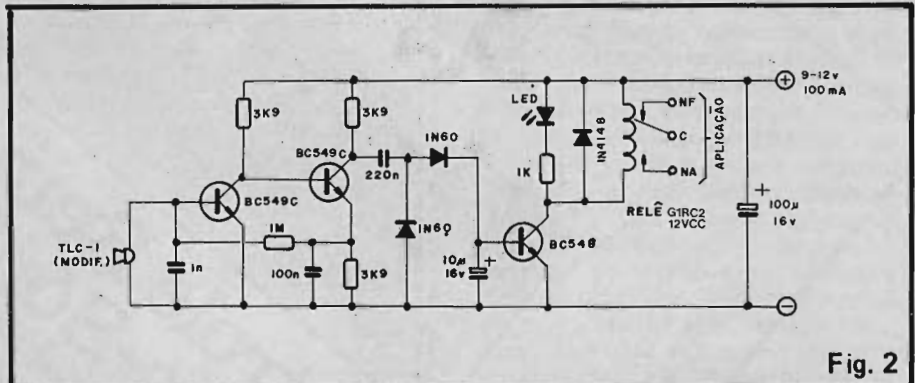 3K9
3K9
BC549C
BC549C
220n
1N60
1N60
1M
100n
3K9
1n
TLC-1
(MODIF.)
10µ
16v
LED
1K
1N4148
BC548
NF
C
NA
APLICAÇÃO
RELÊ G1RC2
12VCC
+
9-12v
100mA
+
100µ
16v
+
−
Fig. 2